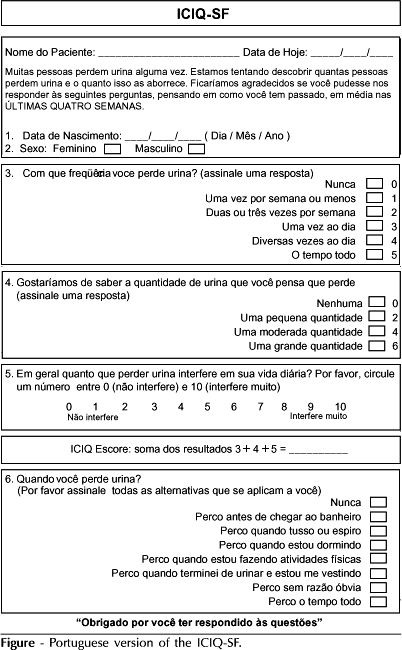 ICIQ-SF
Nome do Paciente: ________________________ Data de Hoje: _____/____/____
Muitas pessoas perdem urina alguma vez. Estamos tentando descobrir quantas pessoas
perdem urina e o quanto isso as aborrece. Ficaríamos agradecidos se você pudesse nos
responder às seguintes perguntas, pensando em como você tem passado, em média nas
ÚLTIMAS QUATRO SEMANAS.
1. Data de Nascimento: ____/____/____ ( Dia / Mês / Ano )
2. Sexo: Feminino Masculino
3. Com que freqüência voce perde urina? (assinale uma resposta)
Nunca 0
Uma vez por semana ou menos 1
Duas ou três vezes por semana 2
Uma vez ao dia 3
Diversas vezes ao dia 4
O tempo todo 5
4. Gostaríamos de saber a quantidade de urina que você pensa que perde
(assinale uma resposta)
Nenhuma 0
Uma pequena quantidade 2
Uma moderada quantidade 4
Uma grande quantidade 6
5. Em geral quanto que perder urina interfere em sua vida diária? Por favor, circule
um número entre 0 (não interfere) e 10 (interfere muito)
0 1 2 3 4 5 6 7 8 9 10
Não interfere Interfere muito
ICIQ Escore: soma dos resultados 3+4+5 = __________
6. Quando você perde urina?
(Por favor assinale todas as alternativas que se aplicam a você)
Nunca
Perco antes de chegar ao banheiro
Perco quando tusso ou espiro
Perco quando estou dormindo
Perco quando estou fazendo atividades físicas
Perco quando terminei de urinar e estou me vestindo
Perco sem razão óbvia
Perco o tempo todo
“Obrigado por você ter respondido às questões”
Figure - Portuguese version of the ICIQ-SF.